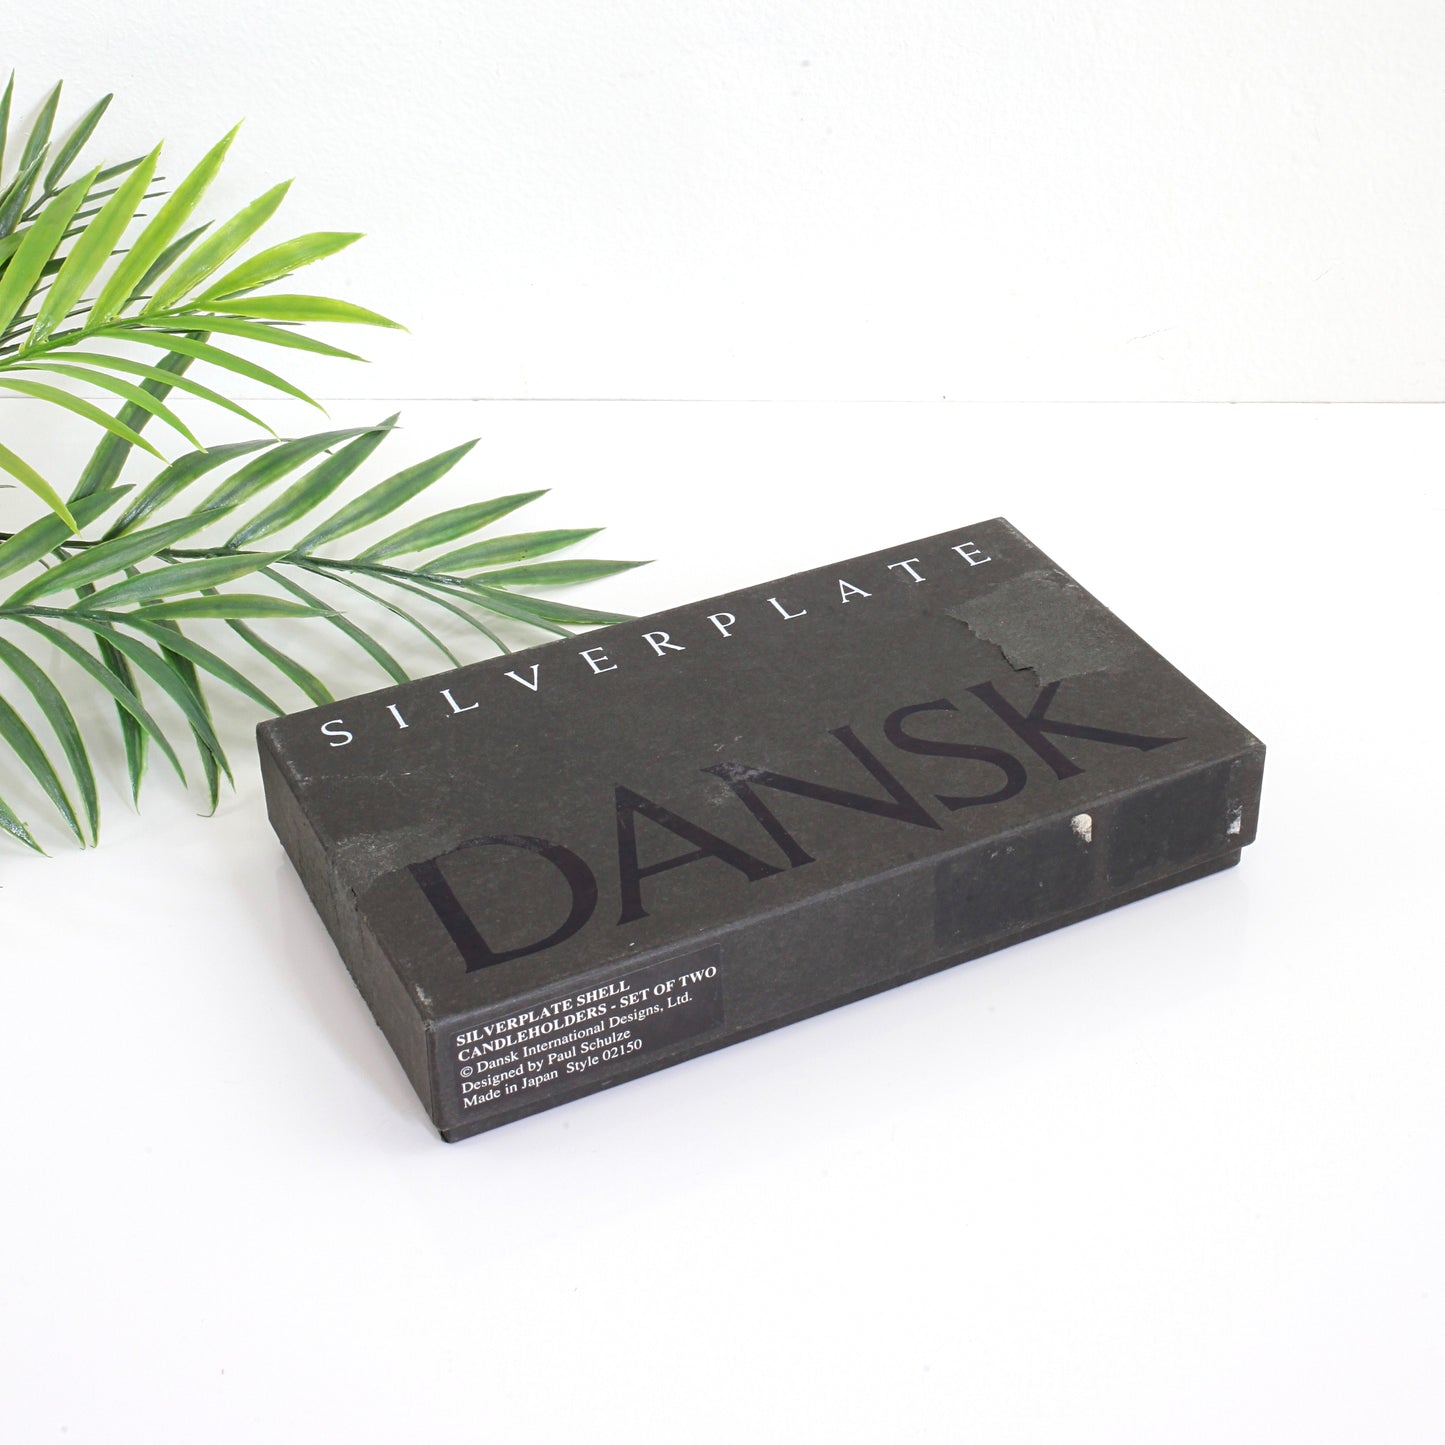 SILVERPLATE
DANSK
SILVERPLATE SHELL
CANDLEHOLDERS - SET OF TWO
© Dansk International Designs, Ltd.
Designed by Paul Schulze
Made in Japan Style 02150